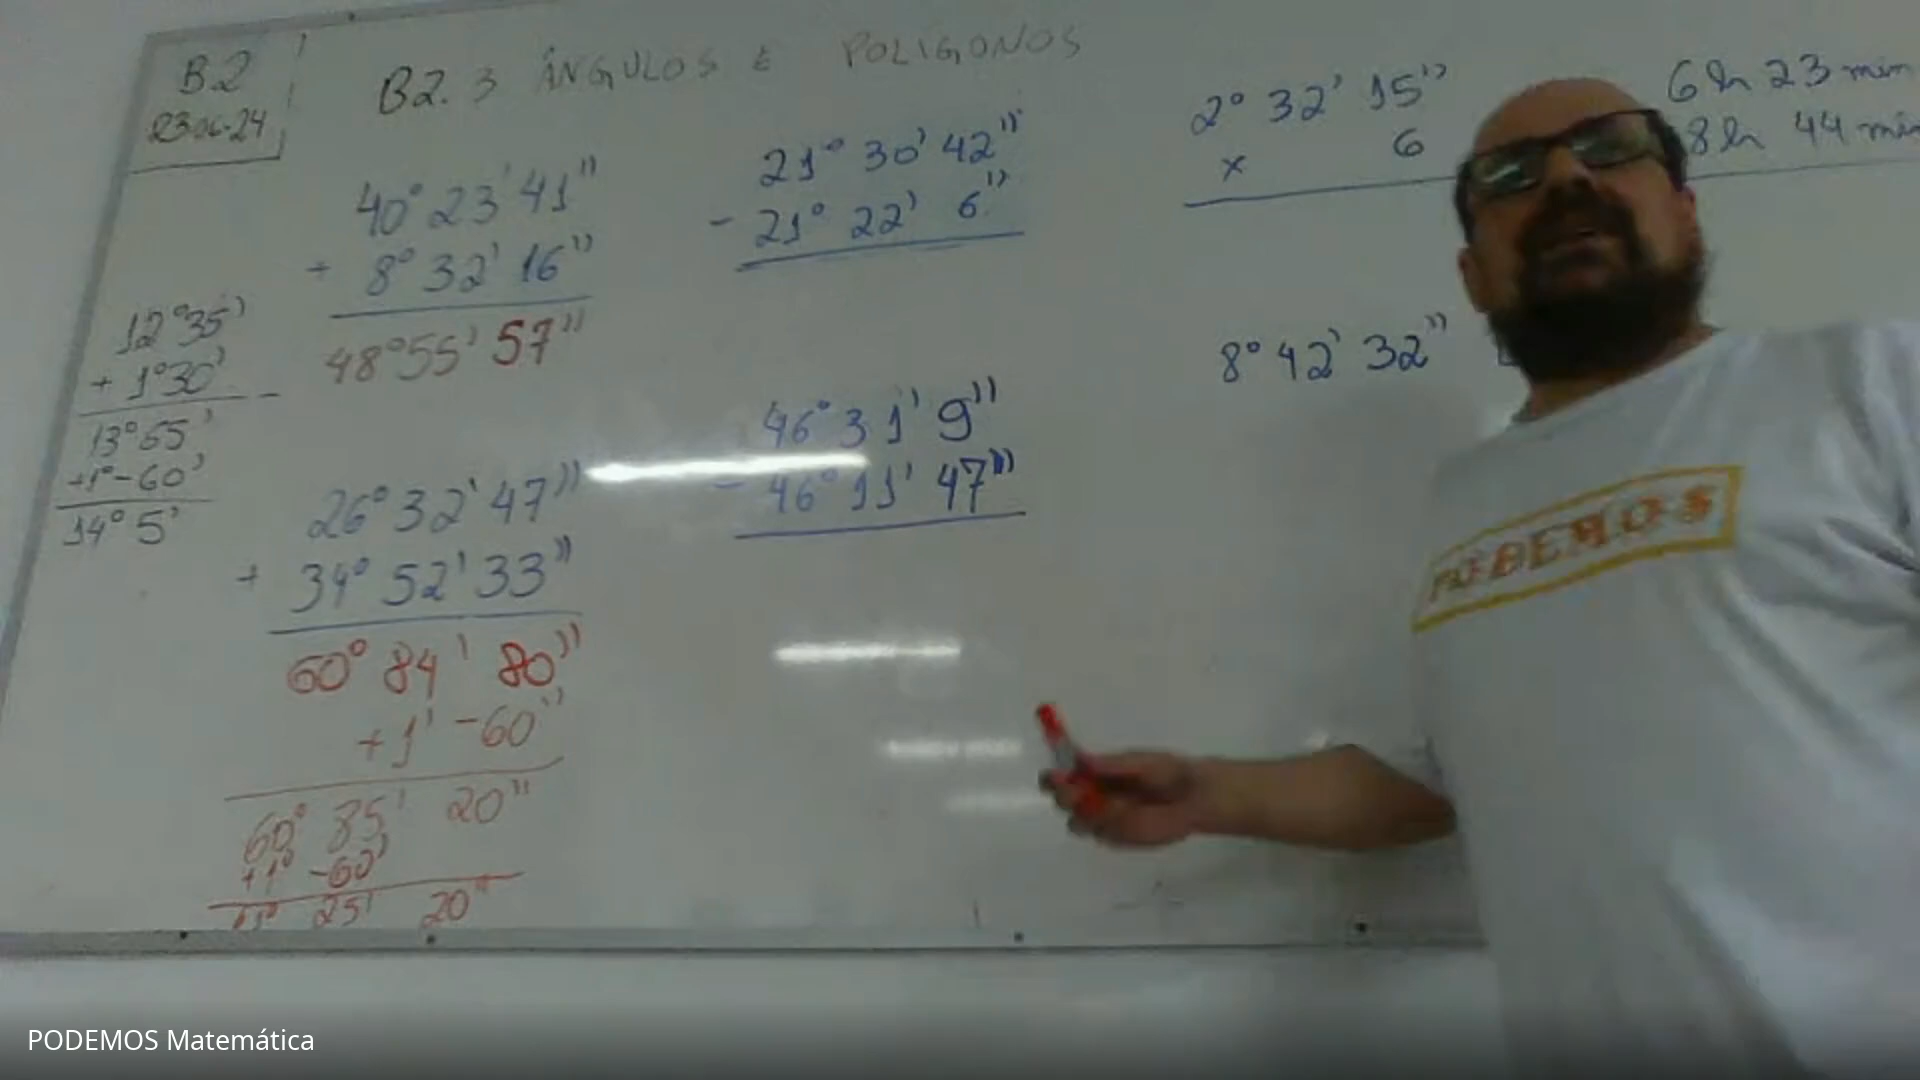 B.2
23-06-24
B2.3 ÂNGULOS E POLIGONOS
40° 23' 41"
+ 8° 32' 16"
48° 55' 57"
12° 35'
+ 1° 30'
13° 65'
+1° -60'
14° 5'
26° 32' 47"
+ 34° 52' 33"
60° 84' 80"
+1' -60"
60° 85' 20"
+1° -60'
61° 25' 20"
21° 30' 42"
- 21° 22' 6"
46° 31' 9"
- 46° 11' 47"
2° 32' 15"
x 6
8° 42' 32"
6h 23 min
8h 44 min
PODEMOS
PODEMOS Matemática